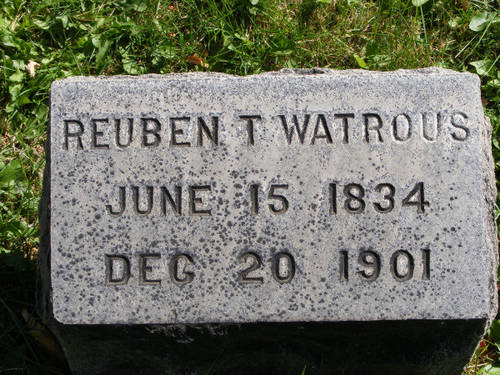 REUBEN T WATROUS
JUNE 15 1834
DEC 20 1901